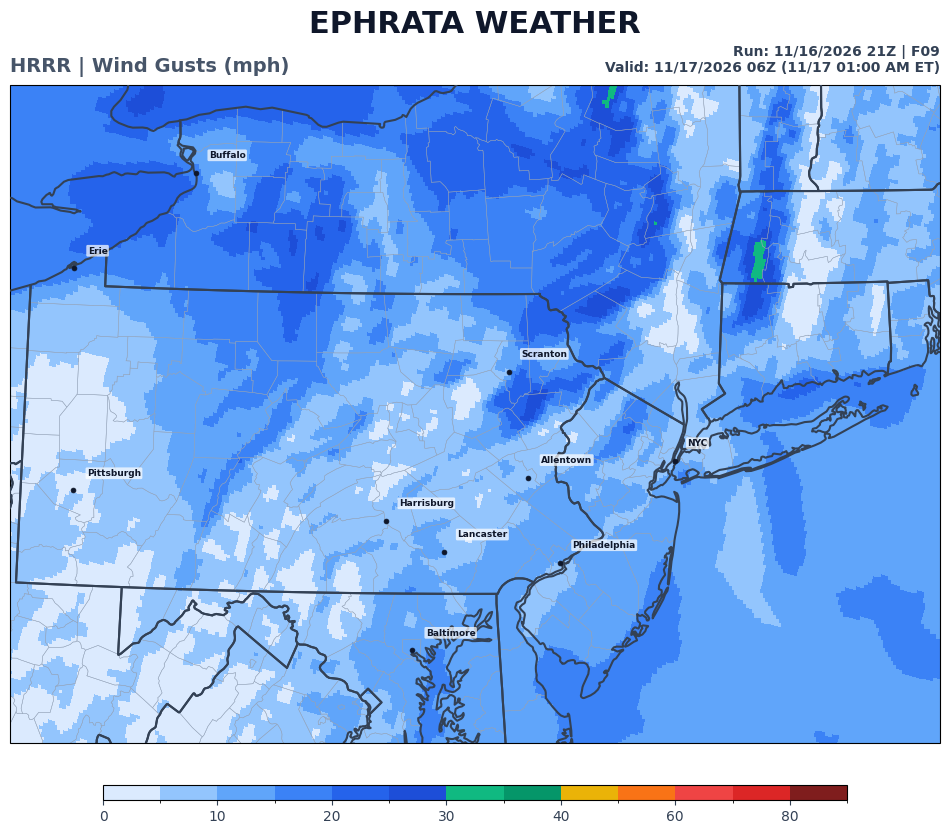 EPHRATA WEATHER
HRRR | Wind Gusts (mph)
Run: 11/16/2026 21Z | F09
Valid: 11/17/2026 06Z (11/17 01:00 AM ET)
Buffalo
Erie
Scranton
NYC
Allentown
Pittsburgh
Harrisburg
Lancaster
Philadelphia
Baltimore
0 10 20 30 40 50 60 70 80